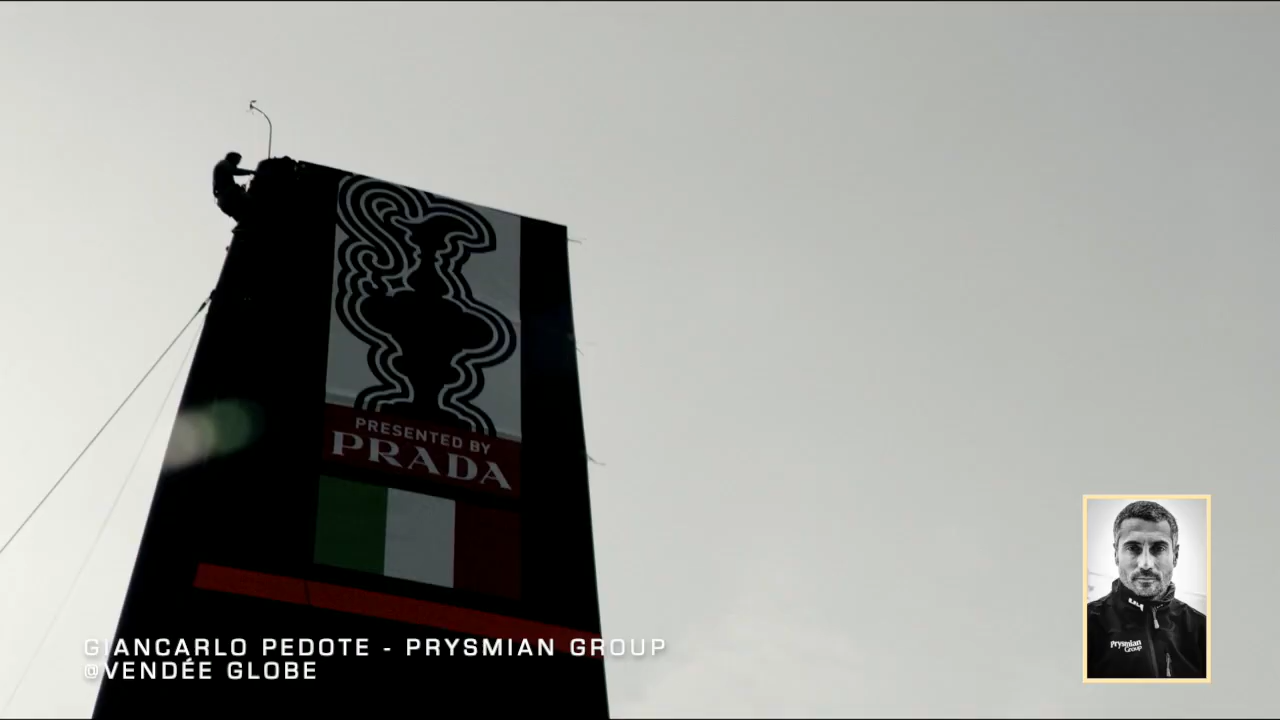 PRESENTED BY
PRADA
GIANCARLO PEDOTE - PRYSMIAN GROUP
@VENDÉE GLOBE
Prysmian
Group